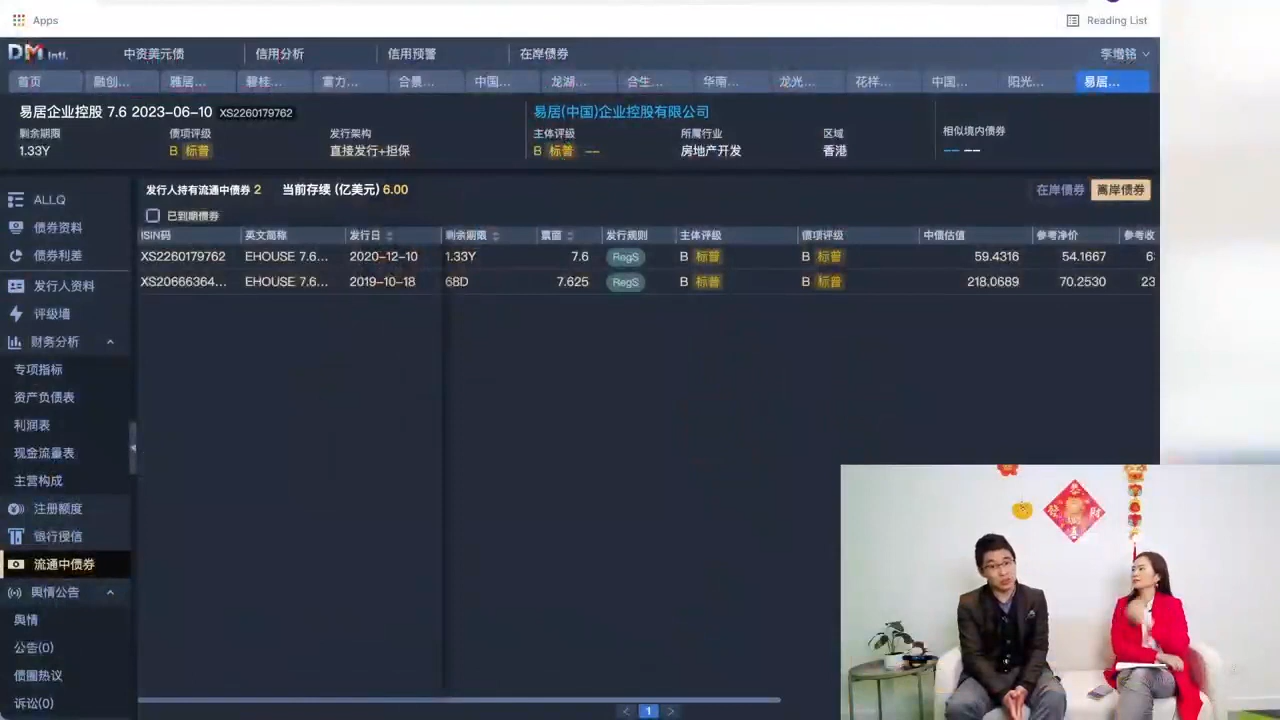 Apps
Reading List
DM Intl.
中资美元债
信用分析
信用预警
在岸债券
李增铭
首页
融创...
雅居...
碧桂...
富力...
合景...
中国...
龙湖...
合生...
华南...
龙光...
花样...
中国...
阳光...
易居...
易居企业控股 7.6 2023-06-10 XS2260179762
剩余期限
债项评级
发行架构
1.33Y
B 标普
直接发行+担保
易居(中国)企业控股有限公司
主体评级
所属行业
区域
B 标普 --
房地产开发
香港
相似境内债券
-- --
ALLQ
债券资料
债券利差
发行人资料
评级墙
财务分析
专项指标
资产负债表
利润表
现金流量表
主营构成
注册额度
银行授信
流通中债券
舆情公告
舆情
公告(0)
债圈热议
诉讼(0)
发行人持有流通中债券 2 当前存续 (亿美元) 6.00
在岸债券 离岸债券
已到期债券
ISIN码 英文简称 发行日 剩余期限 票面 发行规则 主体评级 债项评级 中债估值 参考净价 参考收
XS2260179762 EHOUSE 7.6... 2020-12-10 1.33Y 7.6 RegS B 标普 B 标普 59.4316 54.1667
XS20666364... EHOUSE 7.6... 2019-10-18 68D 7.625 RegS B 标普 B 标普 218.0689 70.2530 23
1